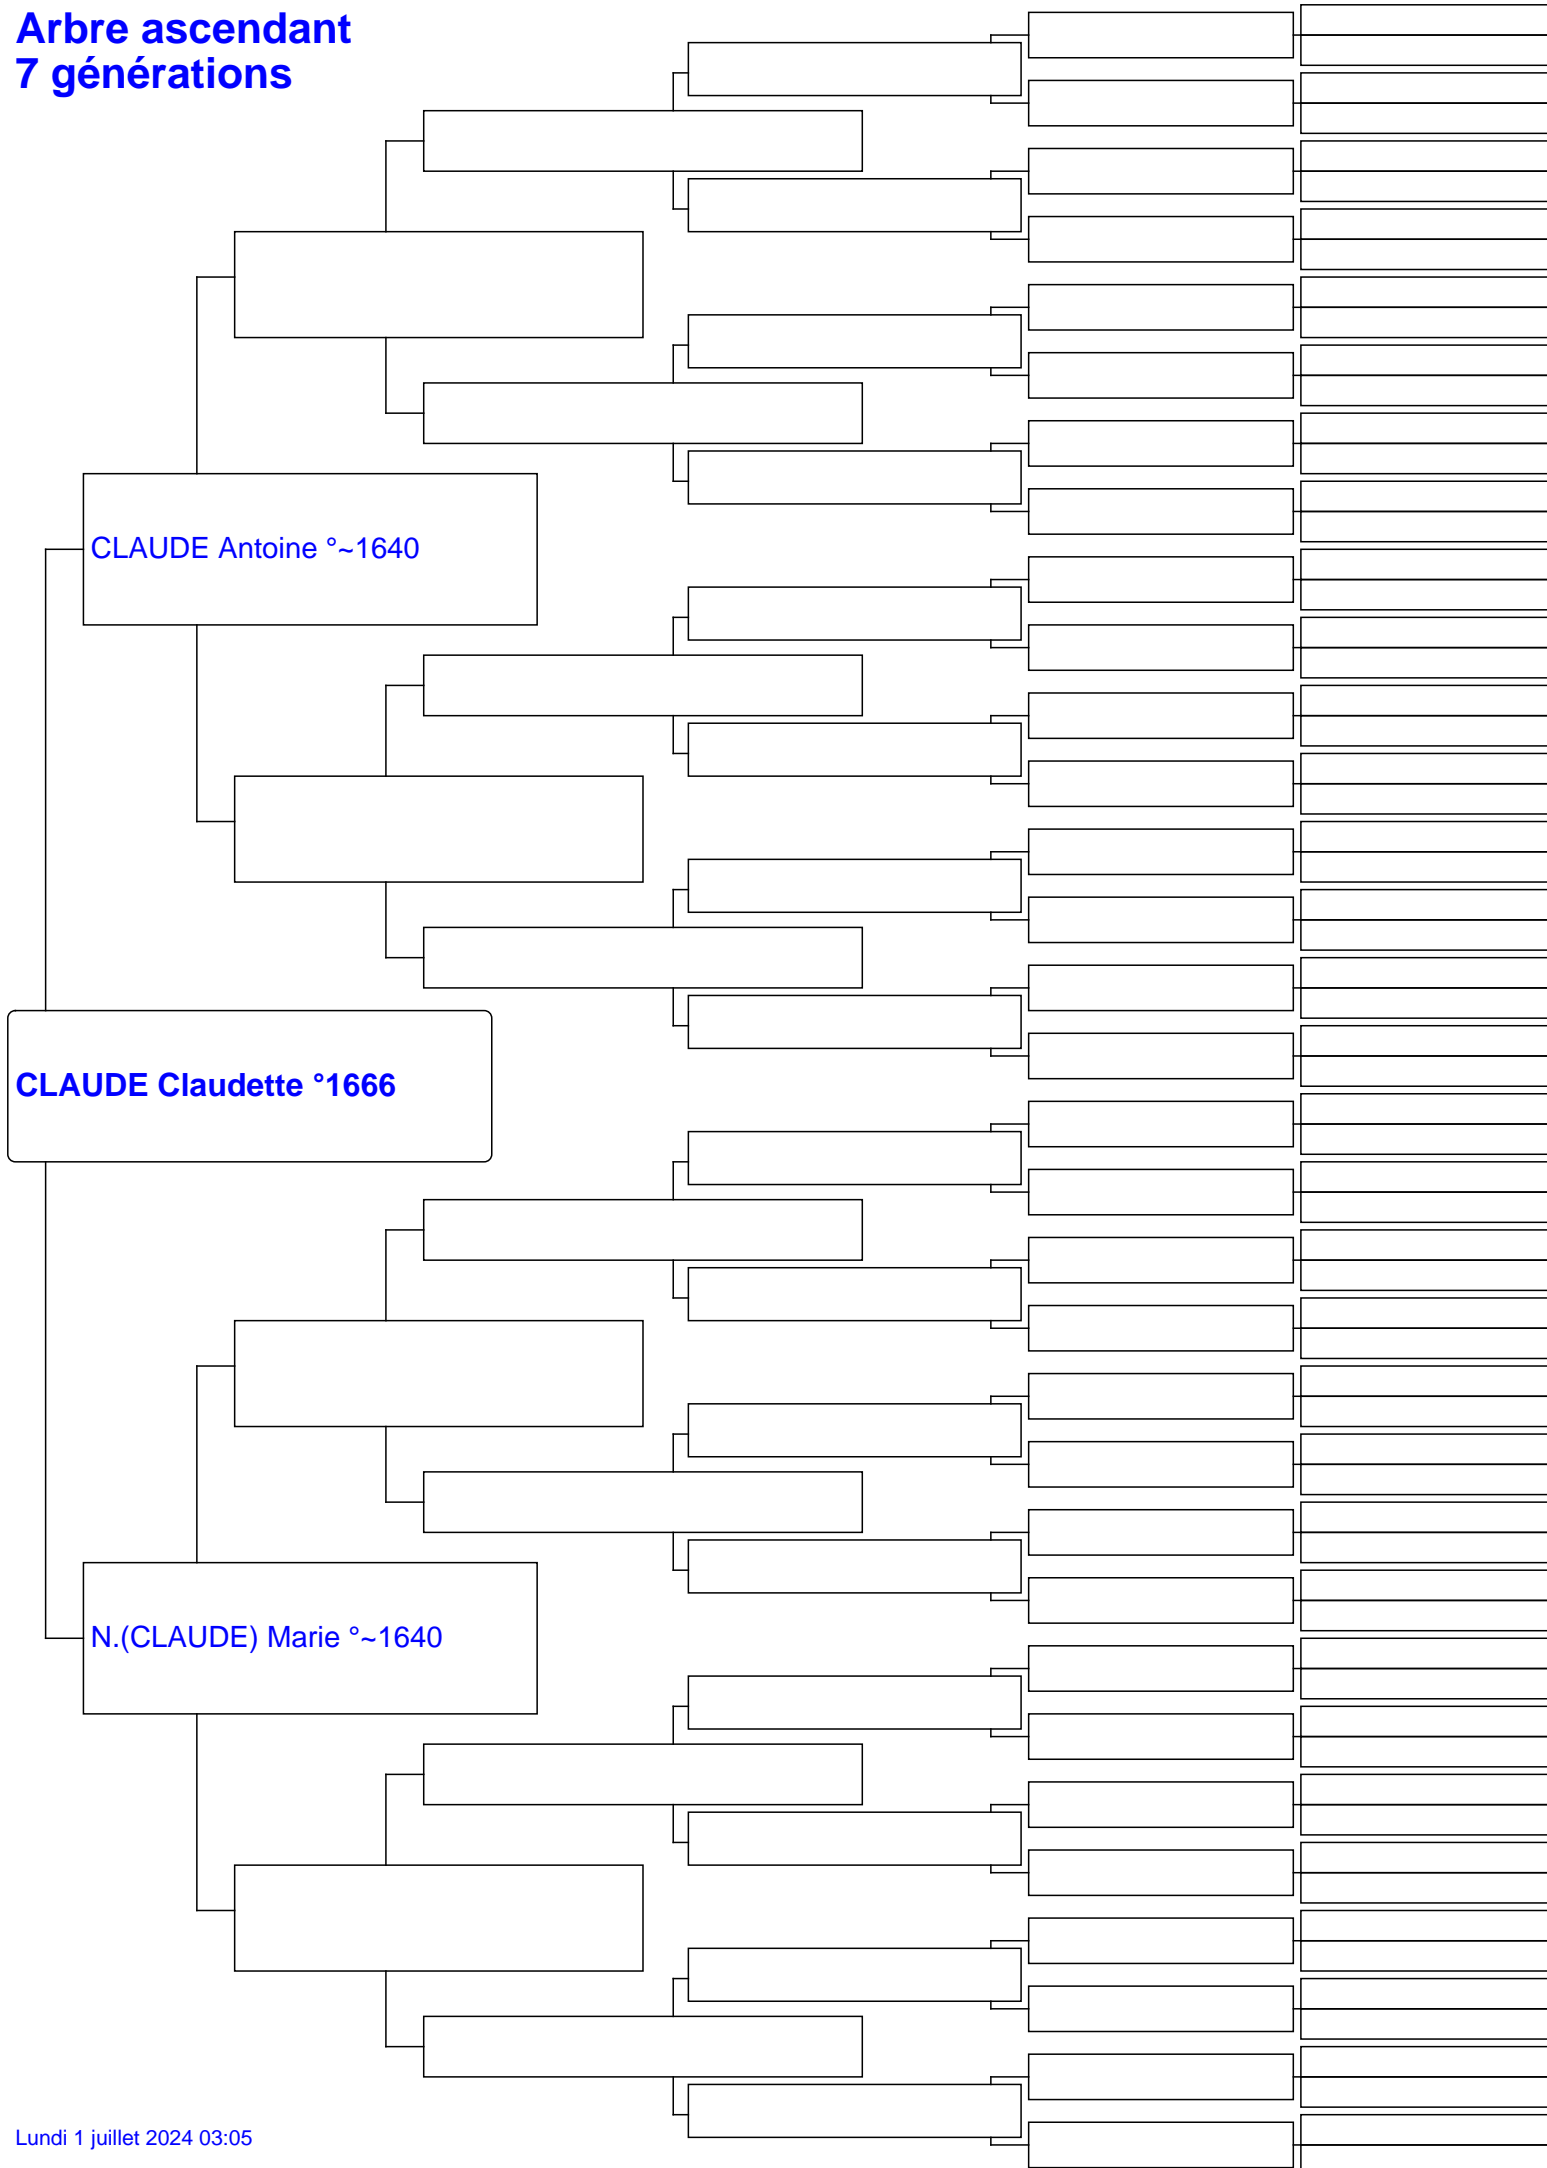 Arbre ascendant
7 générations
CLAUDE Antoine °~1640
CLAUDE Claudette °1666
N.(CLAUDE) Marie °~1640
Lundi 1 juillet 2024 03:05